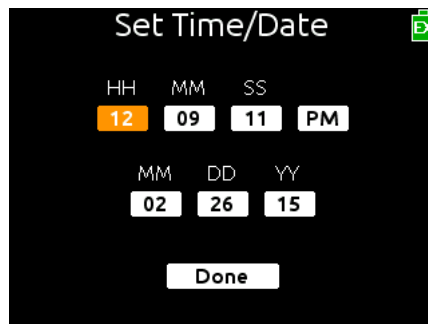 Set Time/Date
HH MM SS
12 09 11 PM
MM DD YY
02 26 15
Done